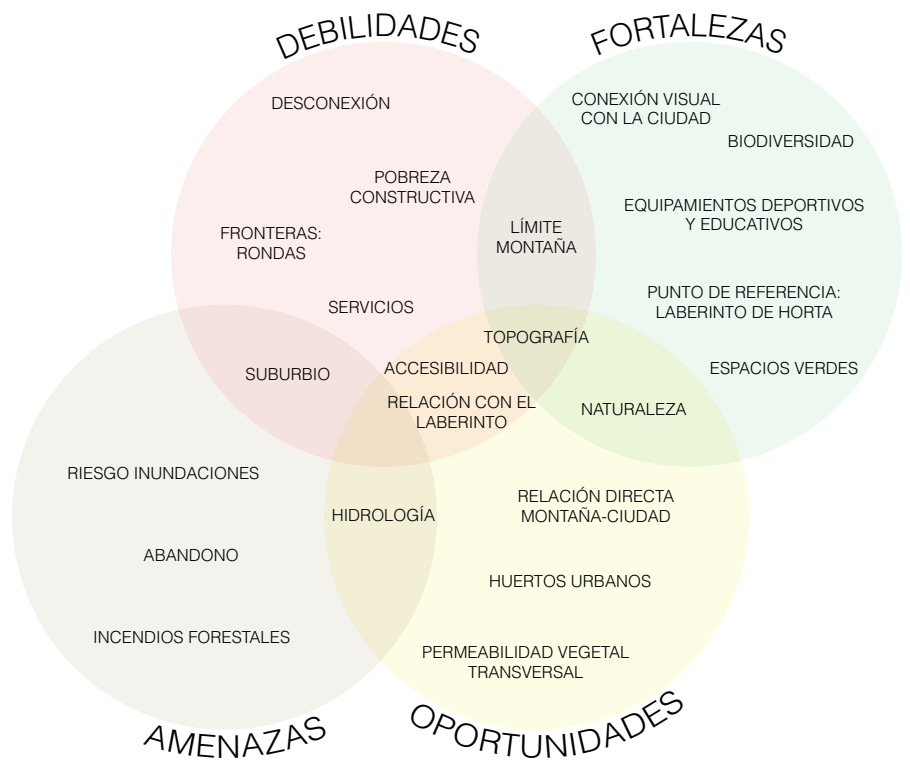 DEBILIDADES
FORTALEZAS
DESCONEXIÓN
CONEXIÓN VISUAL
CON LA CIUDAD
BIODIVERSIDAD
POBREZA
CONSTRUCTIVA
EQUIPAMIENTOS DEPORTIVOS
Y EDUCATIVOS
FRONTERAS:
RONDAS
LÍMITE
MONTAÑA
SERVICIOS
PUNTO DE REFERENCIA:
LABERINTO DE HORTA
TOPOGRAFÍA
SUBURBIO
ACCESIBILIDAD
ESPACIOS VERDES
RELACIÓN CON EL
LABERINTO
NATURALEZA
RIESGO INUNDACIONES
HIDROLOGÍA
RELACIÓN DIRECTA
MONTAÑA-CIUDAD
ABANDONO
HUERTOS URBANOS
INCENDIOS FORESTALES
PERMEABILIDAD VEGETAL
TRANSVERSAL
AMENAZAS
OPORTUNIDADES